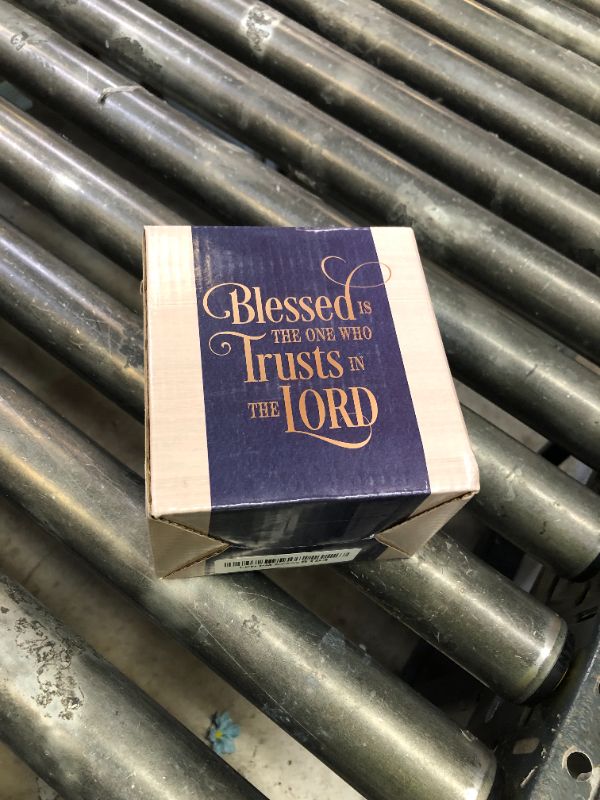 Blessed IS
THE ONE WHO
Trusts IN
THE LORD